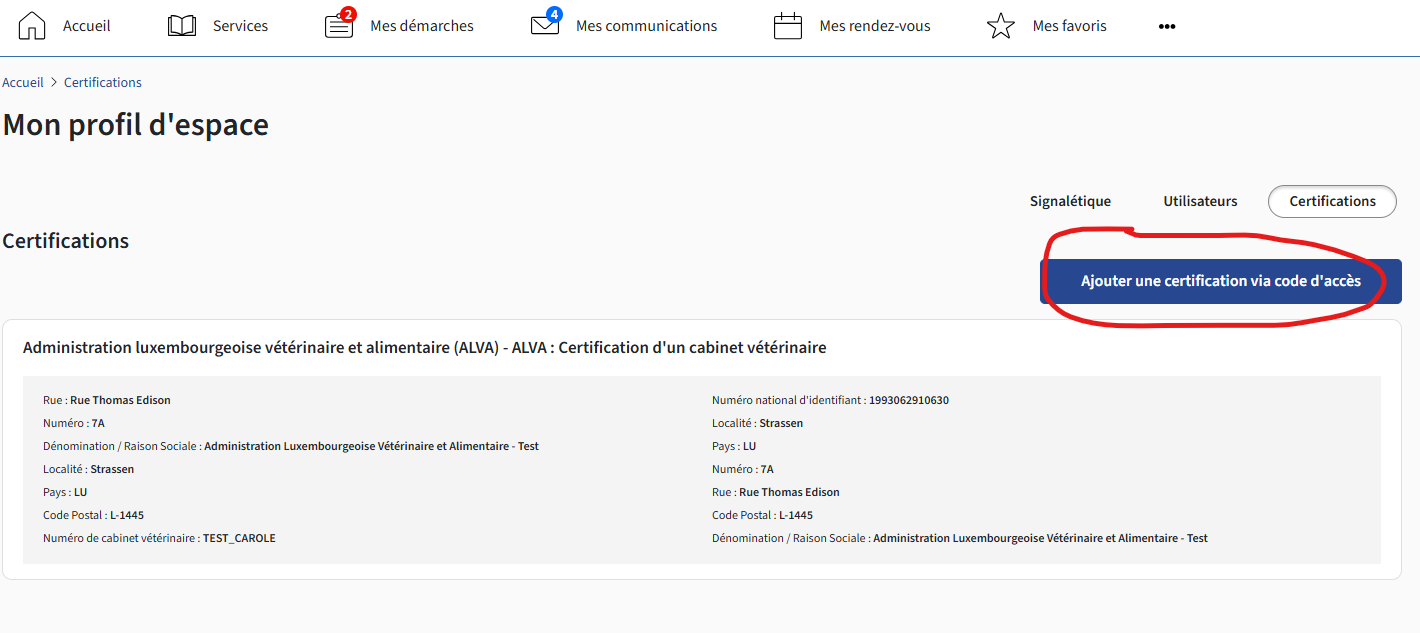 Accueil
Services
2
Mes démarches
4
Mes communications
Mes rendez-vous
Mes favoris
Accueil > Certifications
Mon profil d'espace
Signalétique
Utilisateurs
Certifications
Certifications
Ajouter une certification via code d'accès
Administration luxembourgeoise vétérinaire et alimentaire (ALVA) - ALVA : Certification d'un cabinet vétérinaire
Rue : Rue Thomas Edison
Numéro : 7A
Dénomination / Raison Sociale : Administration Luxembourgeoise Vétérinaire et Alimentaire - Test
Localité : Strassen
Pays : LU
Code Postal : L-1445
Numéro de cabinet vétérinaire : TEST_CAROLE
Numéro national d'identifiant : 1993062910630
Localité : Strassen
Pays : LU
Numéro : 7A
Rue : Rue Thomas Edison
Code Postal : L-1445
Dénomination / Raison Sociale : Administration Luxembourgeoise Vétérinaire et Alimentaire - Test